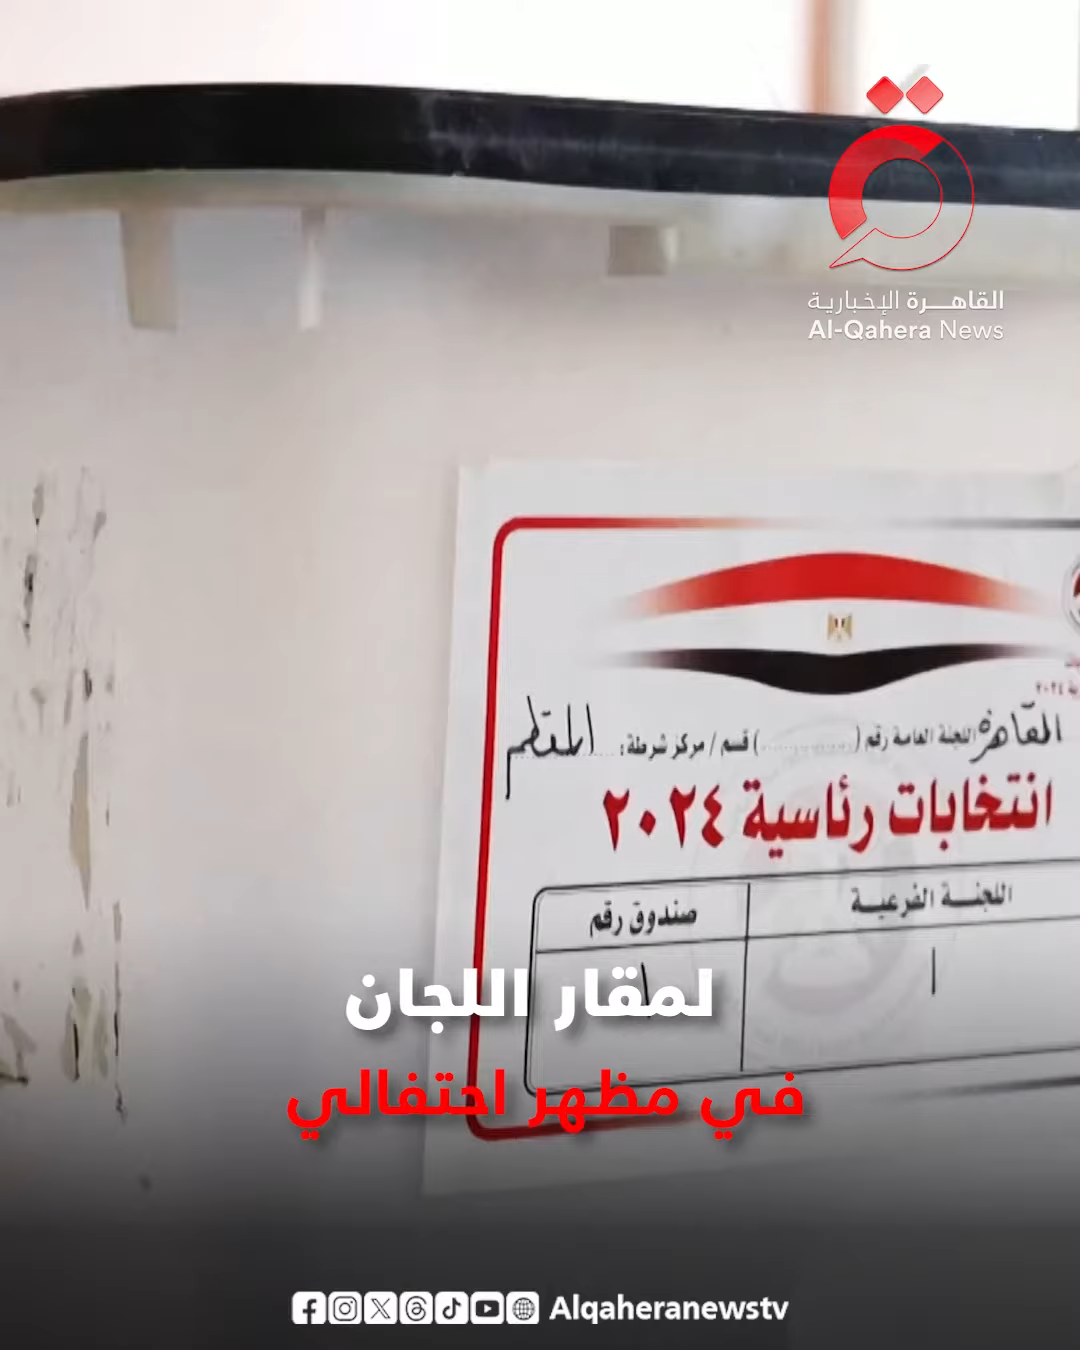 القاهرة الإخبارية
Al-Qahera News
القاهرة اللجنة العامة رقم (..............) قسم / مركز شرطة: المقطم
انتخابات رئاسية ٢٠٢٤
اللجنة الفرعية صندوق رقم
١ ١
لمقار اللجان
في مظهر احتفالي
Alqaheranewstv